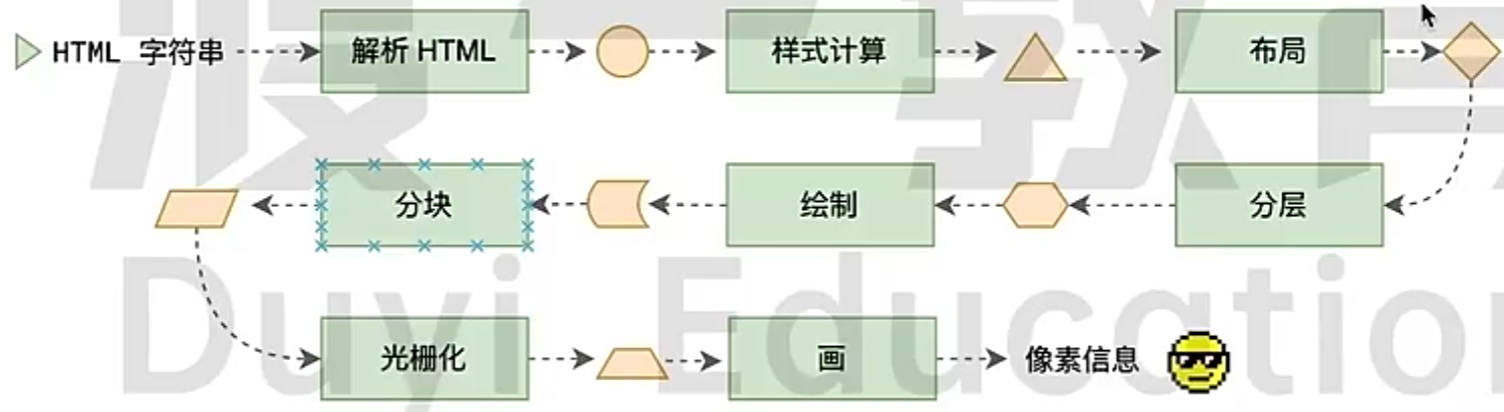 HTML 字符串
解析 HTML
样式计算
布局
分层
绘制
分块
光栅化
画
像素信息
Duyi Education